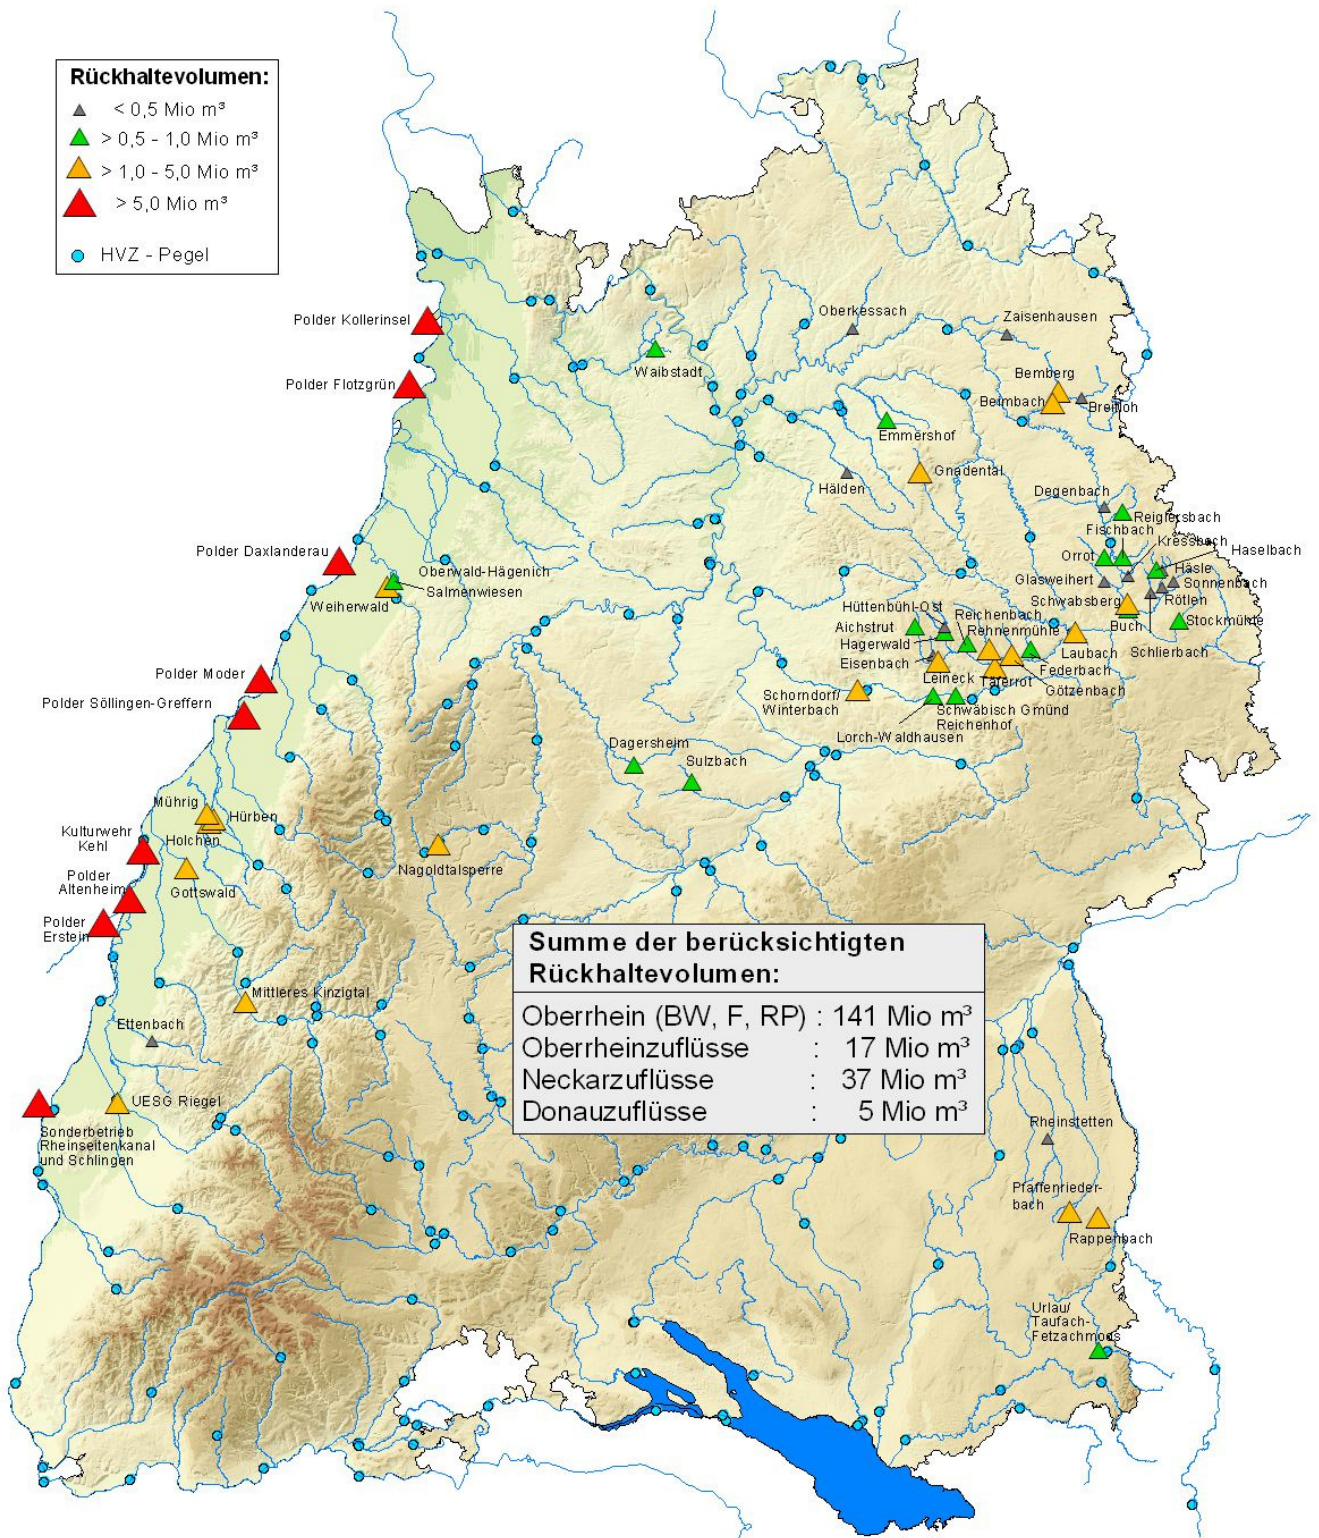 Rückhaltevolumen:
< 0,5 Mio m³
> 0,5 - 1,0 Mio m³
> 1,0 - 5,0 Mio m³
> 5,0 Mio m³
HVZ - Pegel
Polder Kollerinsel
Oberkessach
Zaisenhausen
Waibstadt
Polder Flotzgrün
Bemberg
Beimbach
Breitloh
Emmershof
Gnadental
Hälden
Degenbach
Reiglersbach
Fischbach
Kressbach
Haselbach
Polder Daxlanderau
Orrot
Häsle
Oberwald-Hägenich
Salmenwiesen
Weiherwald
Glasweihert
Sonnenbach
Rötlen
Schwabsberg
Hüttenbühl-Ost
Reichenbach
Aichstrut
Rehnenmühle
Buch
Stockmühle
Hagerwald
Laubach
Schlierbach
Eisenbach
Federbach
Leineck
Täferrot
Götzenbach
Polder Moder
Polder Söllingen-Greffern
Schorndorf/
Winterbach
Schwäbisch Gmünd
Reichenhof
Lorch-Waldhausen
Dagersheim
Sulzbach
Mührig
Hürben
Kulturwehr
Kehl
Holchen
Nagoldtalsperre
Polder
Altenheim
Gottswald
Polder
Erstein
Summe der berücksichtigten
Rückhaltevolumen:
Oberrhein (BW, F, RP) : 141 Mio m³
Oberrheinzuflüsse : 17 Mio m³
Neckarzuflüsse : 37 Mio m³
Donauzuflüsse : 5 Mio m³
Mittleres Kinzigtal
Ettenbach
UESG Riegel
Sonderbetrieb
Rheinseitenkanal
und Schlingen
Rheinstetten
Pfaffenrieder-
bach
Rappenbach
Urlau/
Taufach-
Fetzachmoos